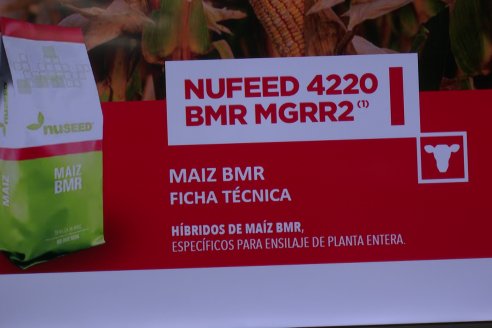 NUFEED 4220
BMR MGRR2 (1)
nuseed
MAIZ
BMR
MAIZ
MAIZ BMR
FICHA TÉCNICA
HÍBRIDOS DE MAÍZ BMR,
ESPECÍFICOS PARA ENSILAJE DE PLANTA ENTERA.